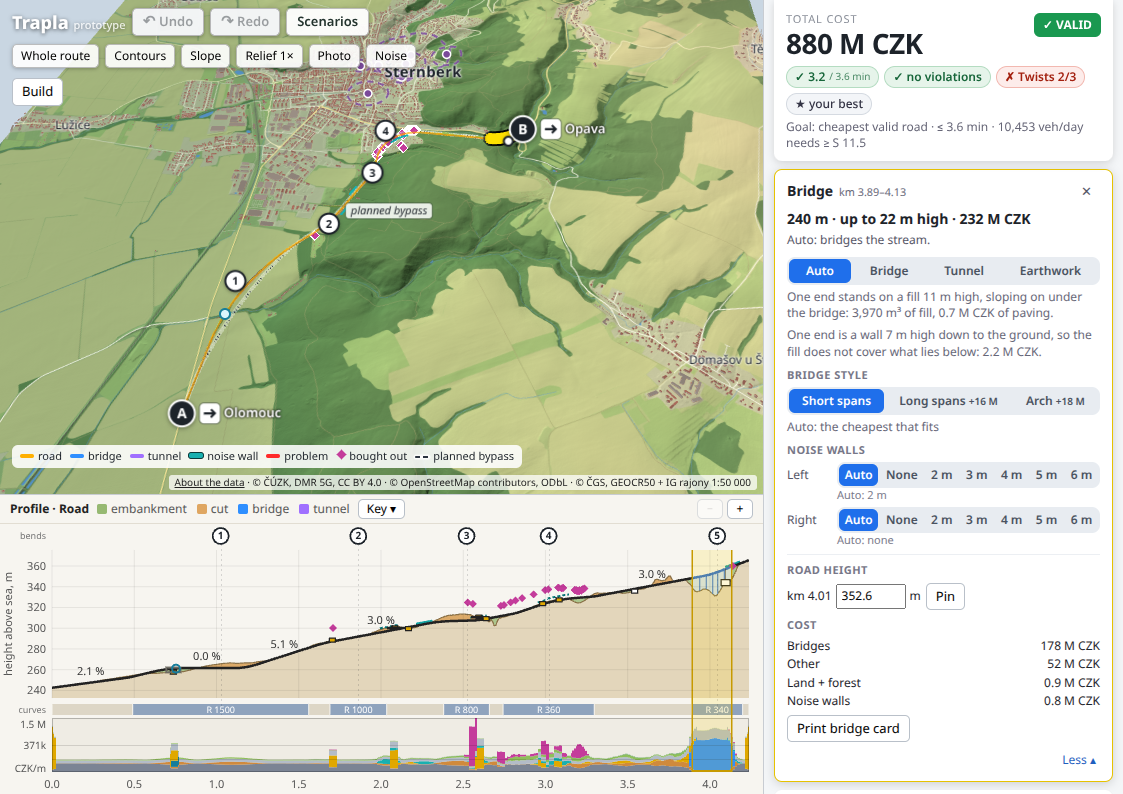 Trapla prototype
↶ Undo
↷ Redo
Scenarios
Whole route
Contours
Slope
Relief 1×
Photo
Noise
Build
Šternberk
Lužice
4
B
→
Opava
3
2
planned bypass
1
Domašov u Š
A
→
Olomouc
road
bridge
tunnel
noise wall
problem
bought out
planned bypass
About the data · © ČÚZK, DMR 5G, CC BY 4.0 · © OpenStreetMap contributors, ODbL · © ČGS, GEOCR50 + IG rajony 1:50 000
Profile · Road
embankment
cut
bridge
tunnel
Key ▾
−
+
bends
1
2
3
4
5
height above sea, m
360
340
320
300
280
260
240
2.1 %
0.0 %
5.1 %
3.0 %
3.0 %
curves
R 1500
R 1000
R 800
R 360
R 340
1.5 M
371k
CZK/m
0.0
0.5
1.0
1.5
2.0
2.5
3.0
3.5
4.0
TOTAL COST
✓ VALID
880 M CZK
✓ 3.2 / 3.6 min
✓ no violations
✗ Twists 2/3
★ your best
Goal: cheapest valid road · ≤ 3.6 min · 10,453 veh/day
needs ≥ S 11.5
Bridge km 3.89–4.13
×
240 m · up to 22 m high · 232 M CZK
Auto: bridges the stream.
Auto
Bridge
Tunnel
Earthwork
One end stands on a fill 11 m high, sloping on under
the bridge: 3,970 m³ of fill, 0.7 M CZK of paving.
One end is a wall 7 m high down to the ground, so the
fill does not cover what lies below: 2.2 M CZK.
BRIDGE STYLE
Short spans
Long spans +16 M
Arch +18 M
Auto: the cheapest that fits
NOISE WALLS
Left
Auto
None
2 m
3 m
4 m
5 m
6 m
Auto: 2 m
Right
Auto
None
2 m
3 m
4 m
5 m
6 m
Auto: none
ROAD HEIGHT
km 4.01
352.6
m
Pin
COST
Bridges 178 M CZK
Other 52 M CZK
Land + forest 0.9 M CZK
Noise walls 0.8 M CZK
Print bridge card
Less ▴